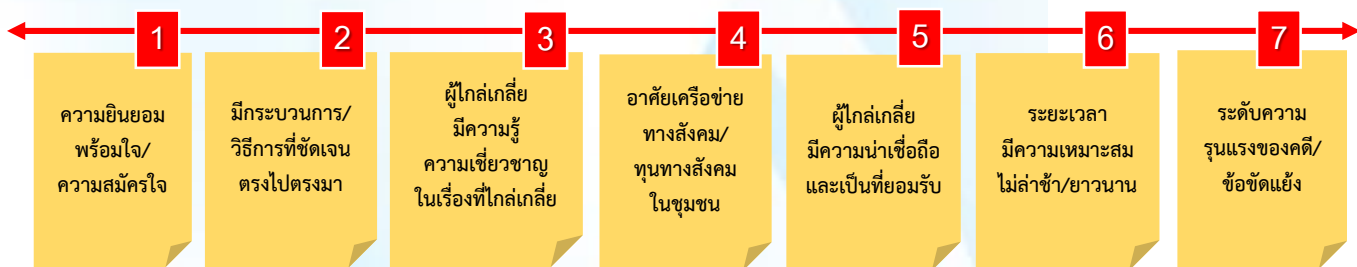 1
ความยินยอม
พร้อมใจ/
ความสมัครใจ
2
มีกระบวนการ/
วิธีการที่ชัดเจน
ตรงไปตรงมา
3
ผู้ไกล่เกลี่ย
มีความรู้
ความเชี่ยวชาญ
ในเรื่องที่ไกล่เกลี่ย
4
อาศัยเครือข่าย
ทางสังคม/
ทุนทางสังคม
ในชุมชน
5
ผู้ไกล่เกลี่ย
มีความน่าเชื่อถือ
และเป็นที่ยอมรับ
6
ระยะเวลา
มีความเหมาะสม
ไม่ล่าช้า/ยาวนาน
7
ระดับความ
รุนแรงของคดี/
ข้อขัดแย้ง